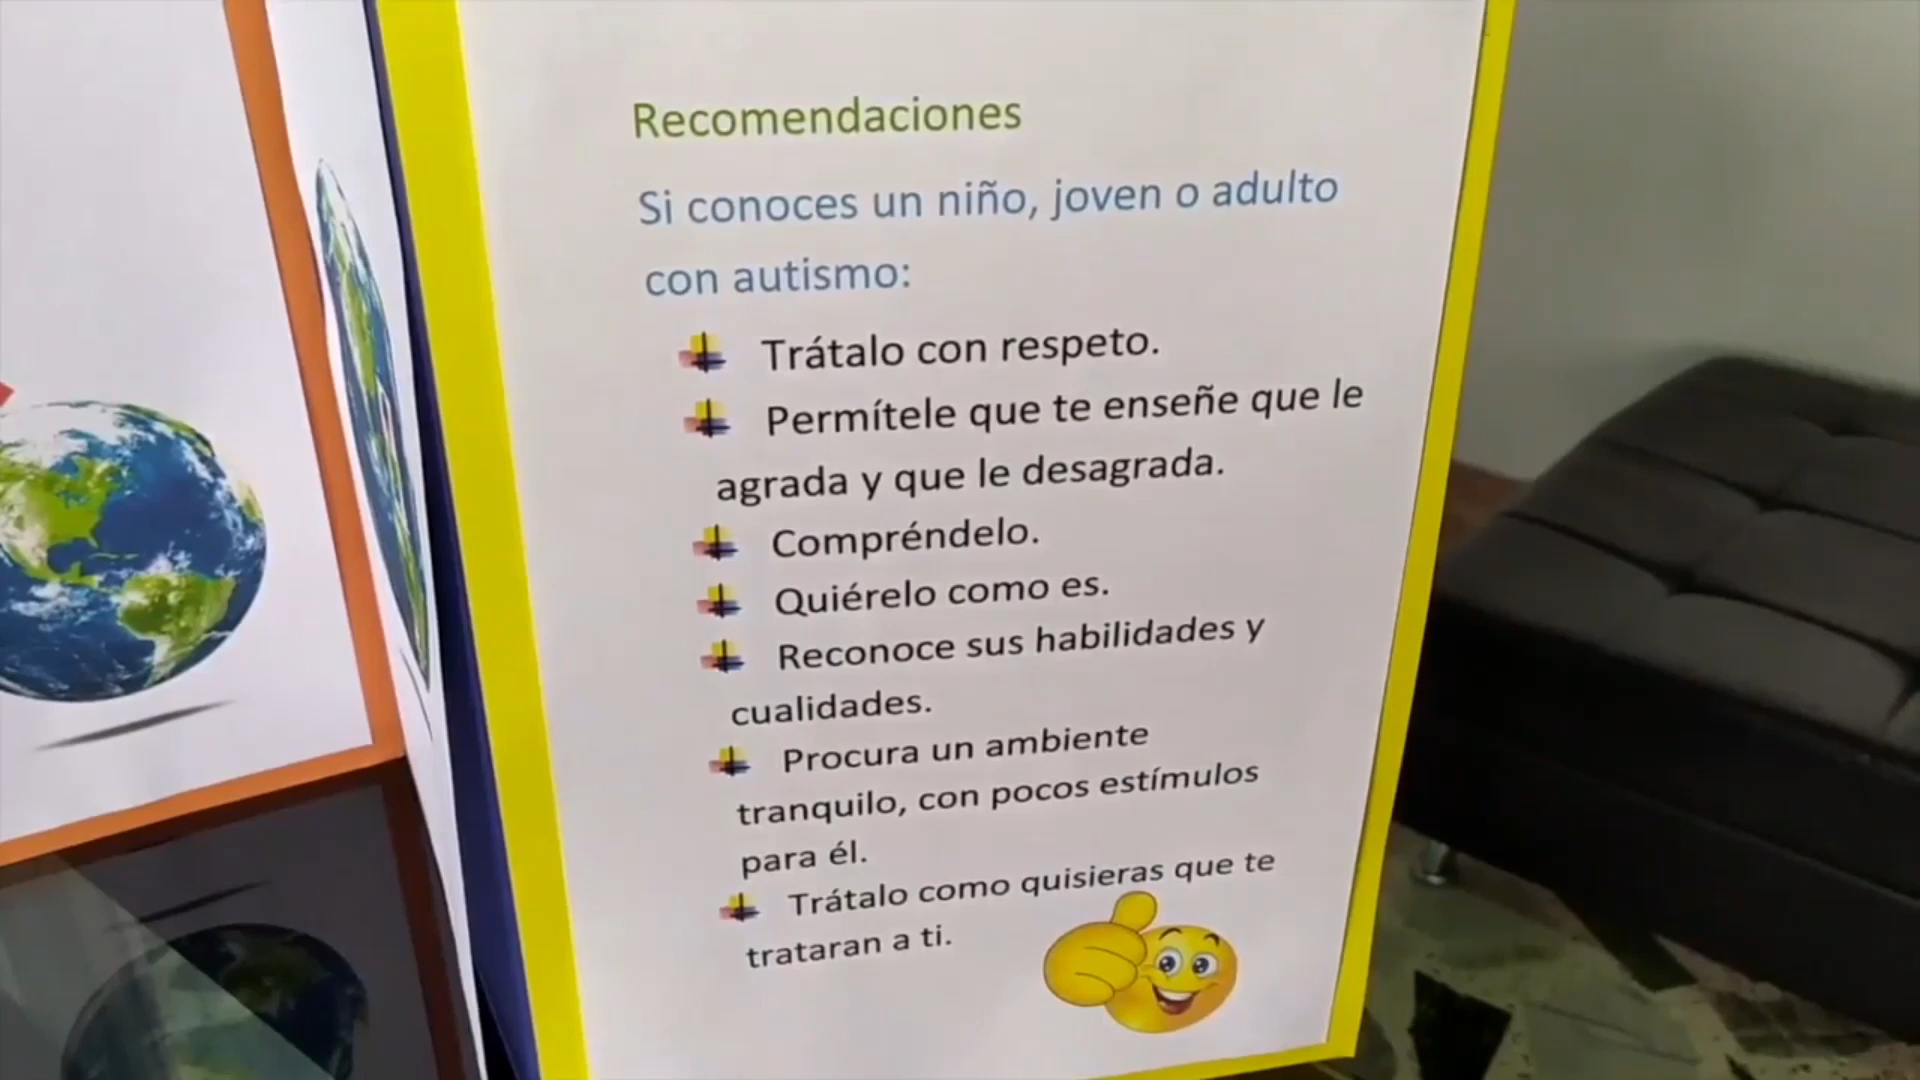 Recomendaciones
Si conoces un niño, joven o adulto
con autismo:
Trátalo con respeto.
Permítele que te enseñe que le
agrada y que le desagrada.
Compréndelo.
Quiérelo como es.
Reconoce sus habilidades y
cualidades.
Procura un ambiente
tranquilo, con pocos estímulos
para él.
Trátalo como quisieras que te
trataran a ti.